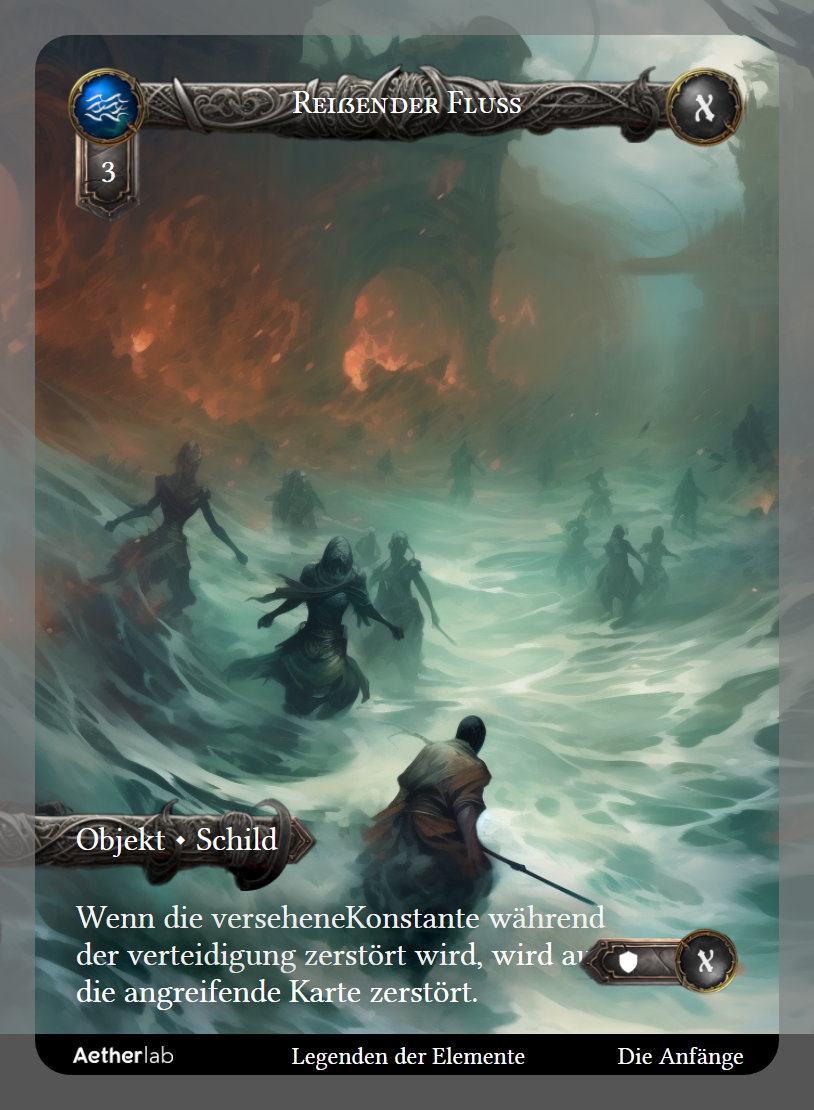 Reißender Fluss
3
Objekt • Schild
Wenn die verseheneKonstante während
der verteidigung zerstört wird, wird
die angreifende Karte zerstört.
Aetherlab Legenden der Elemente Die Anfänge